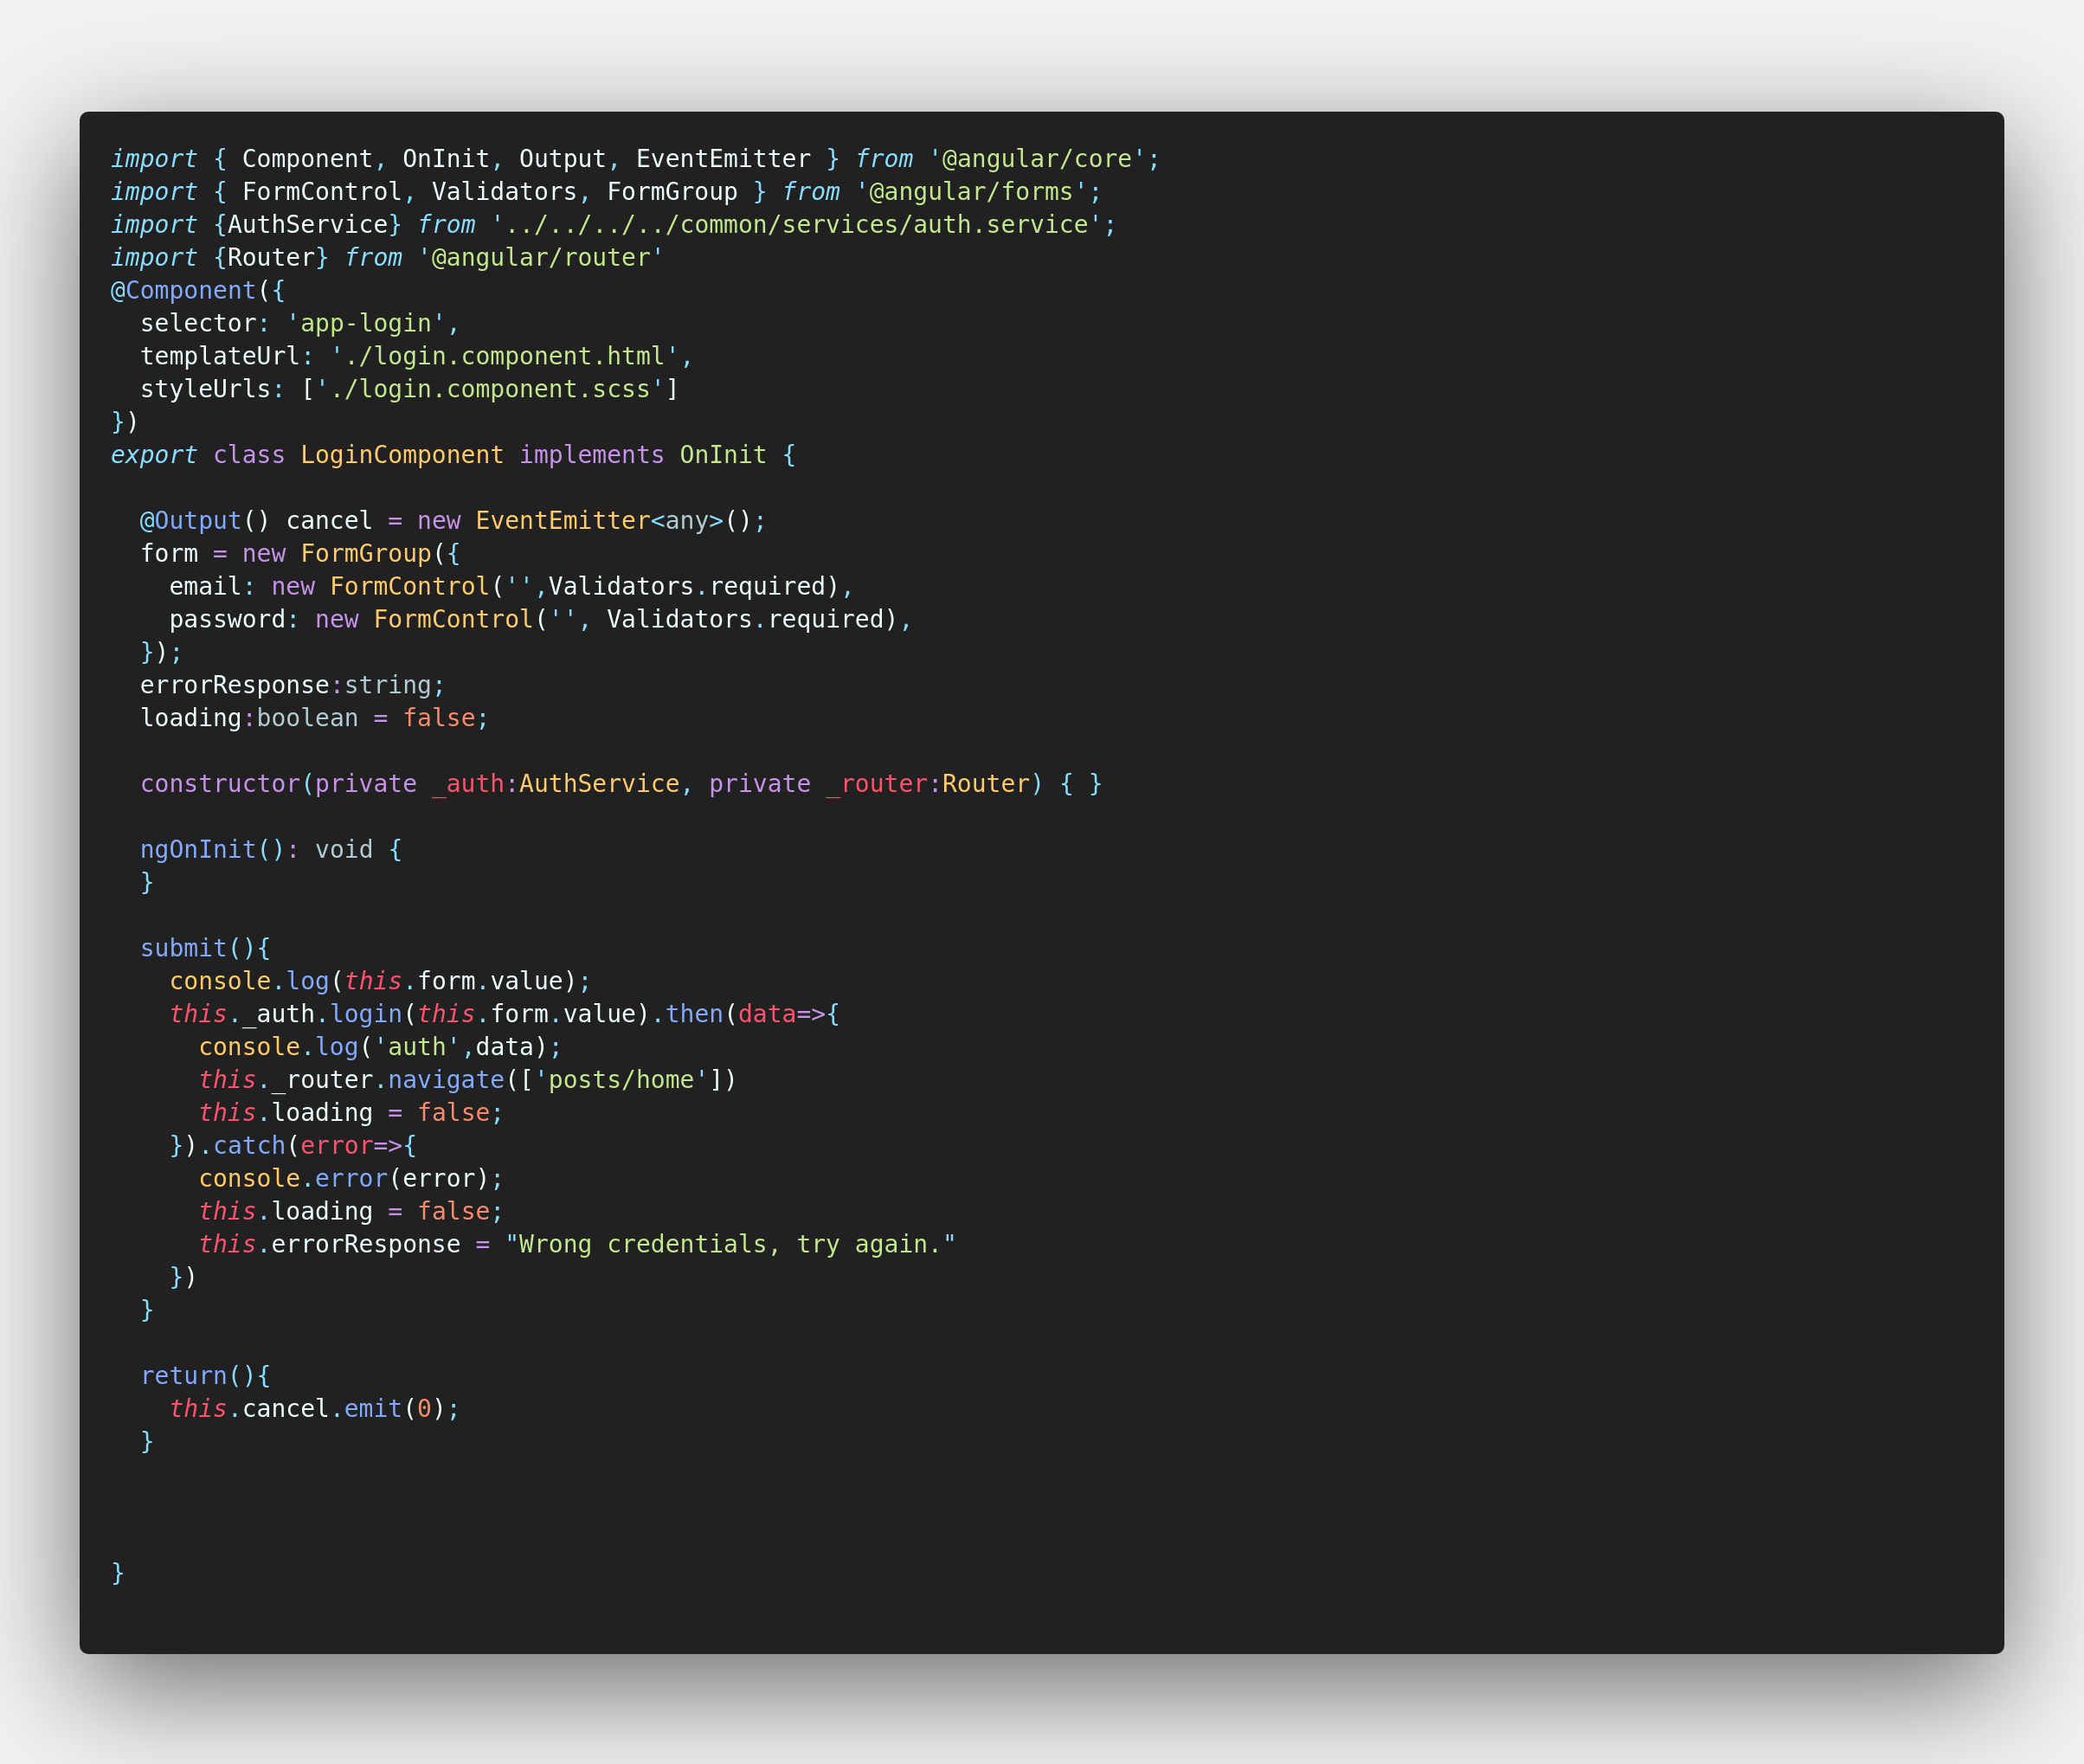 import { Component, OnInit, Output, EventEmitter } from '@angular/core';
import { FormControl, Validators, FormGroup } from '@angular/forms';
import {AuthService} from '../../../../common/services/auth.service';
import {Router} from '@angular/router'
@Component({
  selector: 'app-login',
  templateUrl: './login.component.html',
  styleUrls: ['./login.component.scss']
})
export class LoginComponent implements OnInit {

  @Output() cancel = new EventEmitter<any>();
  form = new FormGroup({
    email: new FormControl('',Validators.required),
    password: new FormControl('', Validators.required),
  });
  errorResponse:string;
  loading:boolean = false;

  constructor(private _auth:AuthService, private _router:Router) { }

  ngOnInit(): void {
  }

  submit(){
    console.log(this.form.value);
    this._auth.login(this.form.value).then(data=>{
      console.log('auth',data);
      this._router.navigate(['posts/home'])
      this.loading = false;
    }).catch(error=>{
      console.error(error);
      this.loading = false;
      this.errorResponse = "Wrong credentials, try again."
    })
  }

  return(){
    this.cancel.emit(0);
  }

}